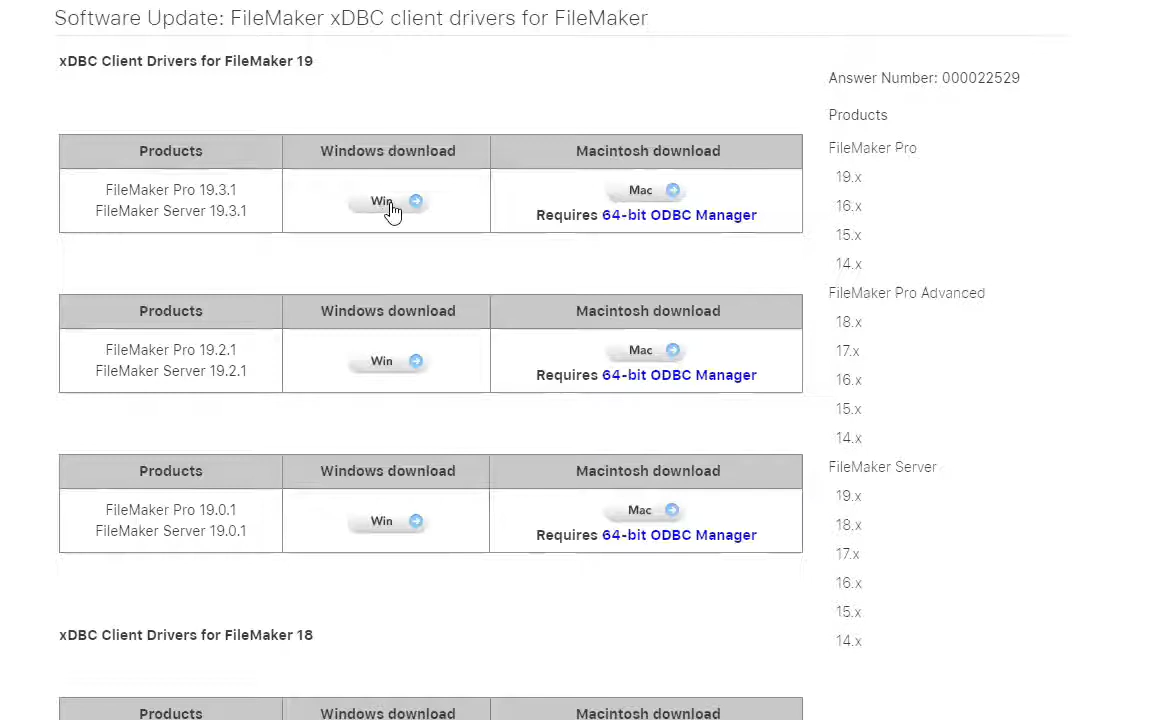 Software Update: FileMaker xDBC client drivers for FileMaker
xDBC Client Drivers for FileMaker 19
Products Windows download Macintosh download
FileMaker Pro 19.3.1
FileMaker Server 19.3.1
Win
Mac
Requires 64-bit ODBC Manager
Products Windows download Macintosh download
FileMaker Pro 19.2.1
FileMaker Server 19.2.1
Win
Mac
Requires 64-bit ODBC Manager
Products Windows download Macintosh download
FileMaker Pro 19.0.1
FileMaker Server 19.0.1
Win
Mac
Requires 64-bit ODBC Manager
xDBC Client Drivers for FileMaker 18
Products Windows download Macintosh download
Answer Number: 000022529
Products
FileMaker Pro
19.x
16.x
15.x
14.x
FileMaker Pro Advanced
18.x
17.x
16.x
15.x
14.x
FileMaker Server
19.x
18.x
17.x
16.x
15.x
14.x